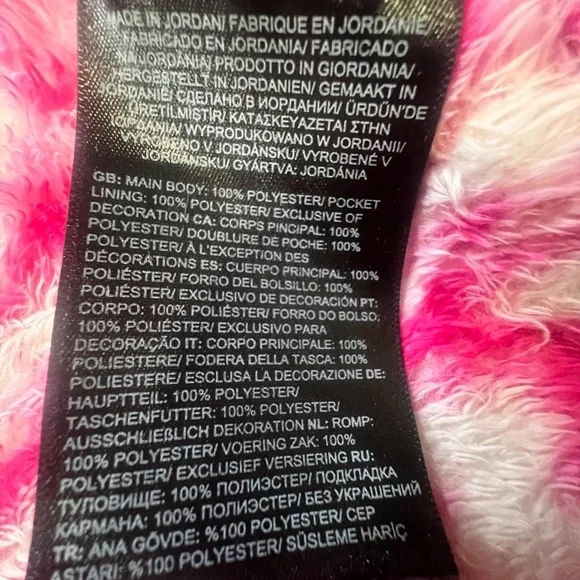 MADE IN JORDAN/ FABRIQUE EN JORDANIE/
FABRICADO EN JORDANIA/ FABRICADO
NA JORDANIA/ PRODOTTO IN GIORDANIA/
HERGESTELLT IN JORDANIEN/ GEMAAKT IN
JORDANIË/ СДЕЛАНО В ИОРДАНИИ/ ÜRDÜN'DE
ÜRETİLMİŞTİR/ ΚΑΤΑΣΚΕΥΑΖΕΤΑΙ ΣΤΗΝ
ΙΟΡΔΑΝΙΑ/ WYPRODUKOWANO W JORDANII/
VYROBENO V JORDÁNSKU/ VYROBENÉ V
JORDÁNSKU/ GYÁRTVA: JORDÁNIA
GB: MAIN BODY: 100% POLYESTER/ POCKET
LINING: 100% POLYESTER/ EXCLUSIVE OF
DECORATION CA: CORPS PINCIPAL: 100%
POLYESTER/ DOUBLURE DE POCHE: 100%
POLYESTER/ À L'EXCEPTION DES
DÉCORATIONS ES: CUERPO PRINCIPAL: 100%
POLIÉSTER/ FORRO DEL BOLSILLO: 100%
POLIÉSTER/ EXCLUSIVO DE DECORACIÓN PT:
CORPO: 100% POLIÉSTER/ FORRO DO BOLSO:
100% POLIÉSTER/ EXCLUSIVO PARA
DECORAÇÃO IT: CORPO PRINCIPALE: 100%
POLIESTERE/ FODERA DELLA TASCA: 100%
POLIESTERE/ ESCLUSA LA DECORAZIONE DE:
HAUPTTEIL: 100% POLYESTER/
TASCHENFUTTER: 100% POLYESTER/
AUSSCHLIEẞLICH DEKORATION NL: ROMP:
100% POLYESTER/ VOERING ZAK: 100%
POLYESTER/ EXCLUSIEF VERSIERING RU:
ТУЛОВИЩЕ: 100% ПОЛИЭСТЕР/ ПОДКЛАДКА
КАРМАНА: 100% ПОЛИЭСТЕР/ БЕЗ УКРАШЕНИЙ
TR: ANA GÖVDE: %100 POLYESTER/ CEP
ASTARI: %100 POLYESTER/ SÜSLEME HARİÇ